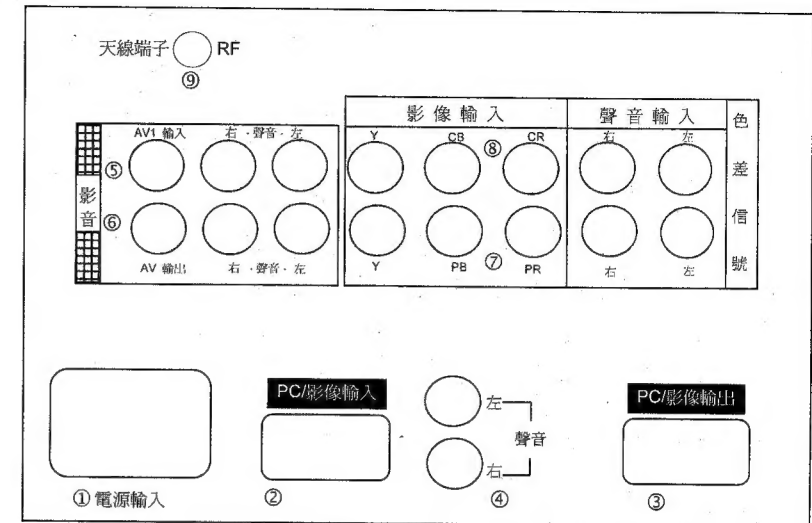 天線端子 RF
⑨
影像輸入 聲音輸入 色差信號
AV1 輸入 右 · 聲音 · 左 Y CB ⑧ CR 右 左
⑤
影音
⑥
AV 輸出 右 · 聲音 · 左 Y PB ⑦ PR 右 左
PC/影像輸入 PC/影像輸出
左
聲音
右
① 電源輸入 ② ④ ③